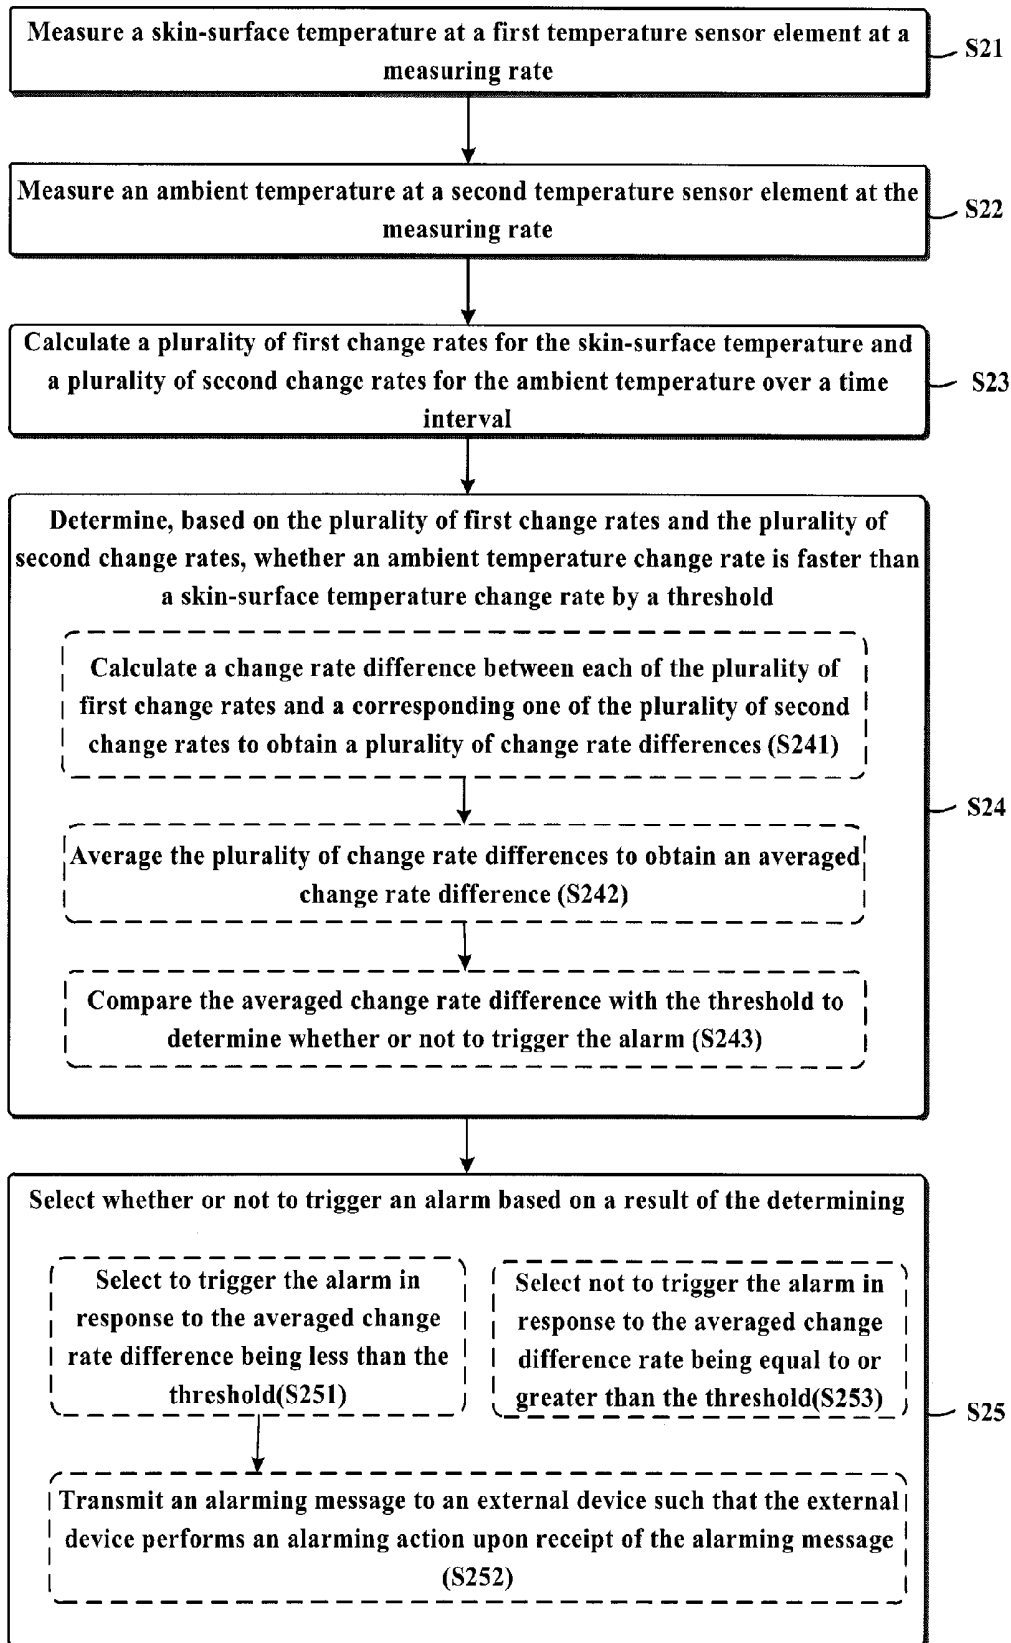 Measure a skin-surface temperature at a first temperature sensor element at a
measuring rate
S21
Measure an ambient temperature at a second temperature sensor element at the
measuring rate
S22
Calculate a plurality of first change rates for the skin-surface temperature and
a plurality of second change rates for the ambient temperature over a time
interval
S23
Determine, based on the plurality of first change rates and the plurality of
second change rates, whether an ambient temperature change rate is faster than
a skin-surface temperature change rate by a threshold
Calculate a change rate difference between each of the plurality of
first change rates and a corresponding one of the plurality of second
change rates to obtain a plurality of change rate differences (S241)
S24
Average the plurality of change rate differences to obtain an averaged
change rate difference (S242)
Compare the averaged change rate difference with the threshold to
determine whether or not to trigger the alarm (S243)
Select whether or not to trigger an alarm based on a result of the determining
Select to trigger the alarm in
response to the averaged change
rate difference being less than the
threshold(S251)
Select not to trigger the alarm in
response to the averaged change
difference rate being equal to or
greater than the threshold(S253)
S25
Transmit an alarming message to an external device such that the external
device performs an alarming action upon receipt of the alarming message
(S252)